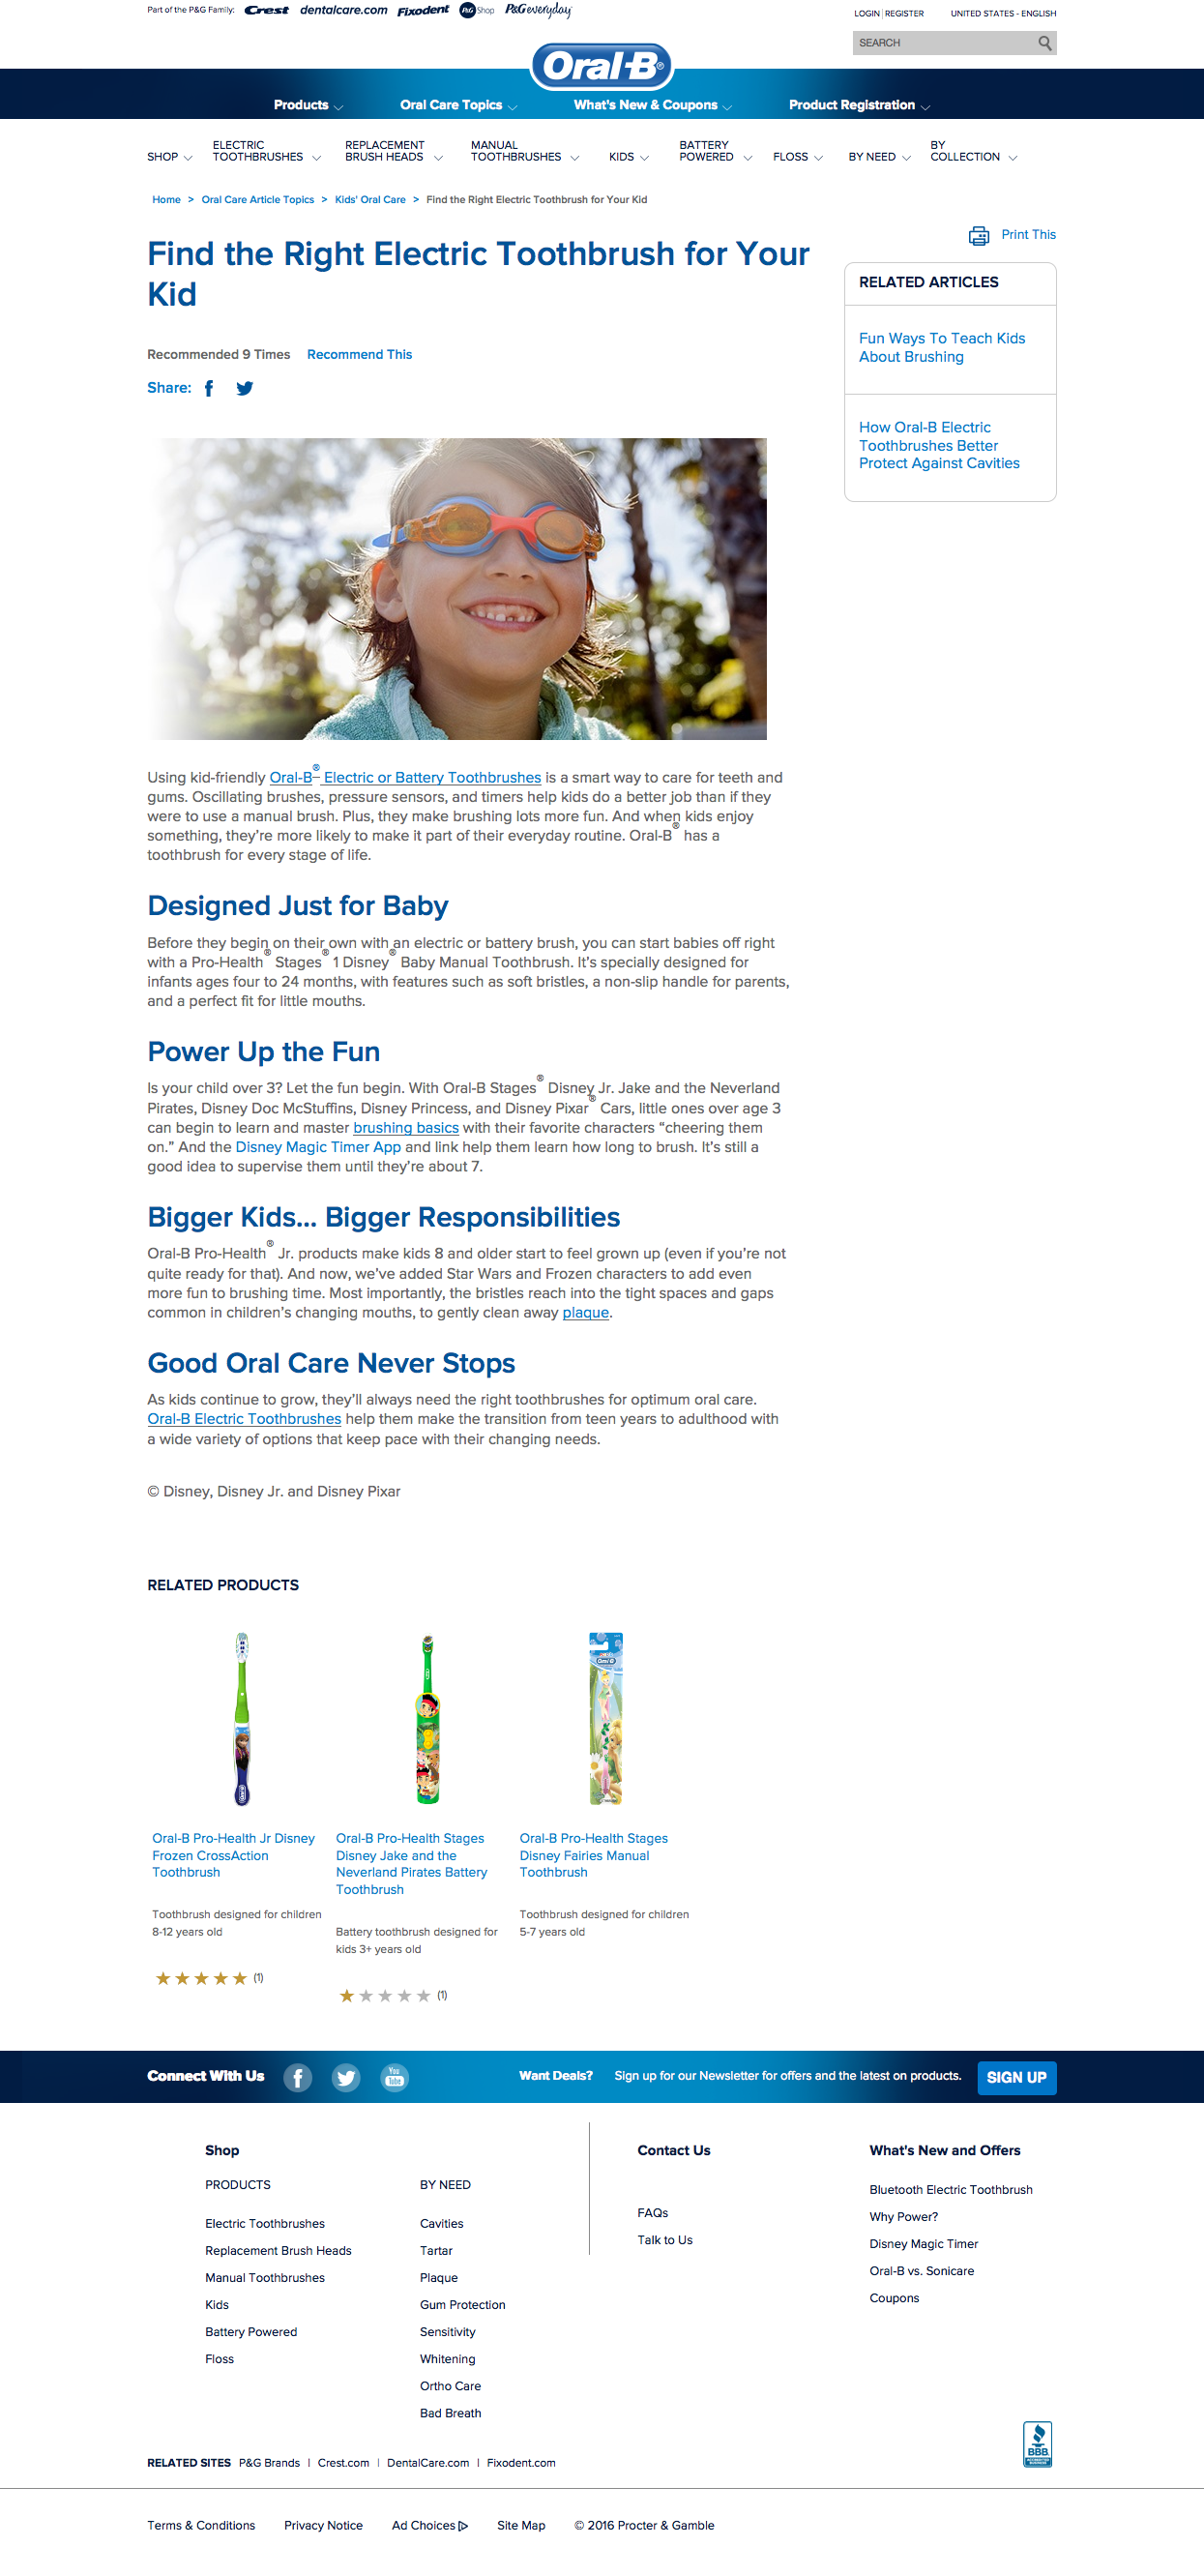 Part of the P&G Family: Crest dentalcare.com Fixodent P&G Shop P&G everyday
LOGIN | REGISTER UNITED STATES - ENGLISH
SEARCH
Oral-B®
Products Oral Care Topics What's New & Coupons Product Registration
SHOP ELECTRIC TOOTHBRUSHES REPLACEMENT BRUSH HEADS MANUAL TOOTHBRUSHES KIDS BATTERY POWERED FLOSS BY NEED BY COLLECTION
Home > Oral Care Article Topics > Kids' Oral Care > Find the Right Electric Toothbrush for Your Kid
Print This
Find the Right Electric Toothbrush for Your
Kid
Recommended 9 Times Recommend This
Share:
RELATED ARTICLES
Fun Ways To Teach Kids
About Brushing
How Oral-B Electric
Toothbrushes Better
Protect Against Cavities
Using kid-friendly Oral-B® Electric or Battery Toothbrushes is a smart way to care for teeth and
gums. Oscillating brushes, pressure sensors, and timers help kids do a better job than if they
were to use a manual brush. Plus, they make brushing lots more fun. And when kids enjoy
something, they're more likely to make it part of their everyday routine. Oral-B® has a
toothbrush for every stage of life.
Designed Just for Baby
Before they begin on their own with an electric or battery brush, you can start babies off right
with a Pro-Health® Stages® 1 Disney® Baby Manual Toothbrush. It's specially designed for
infants ages four to 24 months, with features such as soft bristles, a non-slip handle for parents,
and a perfect fit for little mouths.
Power Up the Fun
Is your child over 3? Let the fun begin. With Oral-B Stages® Disney Jr. Jake and the Neverland
Pirates, Disney Doc McStuffins, Disney Princess, and Disney Pixar® Cars, little ones over age 3
can begin to learn and master brushing basics with their favorite characters “cheering them
on.” And the Disney Magic Timer App and link help them learn how long to brush. It's still a
good idea to supervise them until they're about 7.
Bigger Kids... Bigger Responsibilities
Oral-B Pro-Health® Jr. products make kids 8 and older start to feel grown up (even if you're not
quite ready for that). And now, we've added Star Wars and Frozen characters to add even
more fun to brushing time. Most importantly, the bristles reach into the tight spaces and gaps
common in children's changing mouths, to gently clean away plaque.
Good Oral Care Never Stops
As kids continue to grow, they'll always need the right toothbrushes for optimum oral care.
Oral-B Electric Toothbrushes help them make the transition from teen years to adulthood with
a wide variety of options that keep pace with their changing needs.
© Disney, Disney Jr. and Disney Pixar
RELATED PRODUCTS
Oral-B
Oral-B Pro-Health Jr Disney
Frozen CrossAction
Toothbrush
Toothbrush designed for children
8-12 years old
(1)
Oral-B Pro-Health Stages
Disney Jake and the
Neverland Pirates Battery
Toothbrush
Battery toothbrush designed for
kids 3+ years old
(1)
Oral-B Pro-Health Stages
Disney Fairies Manual
Toothbrush
Toothbrush designed for children
5-7 years old
Connect With Us You Tube Want Deals? Sign up for our Newsletter for offers and the latest on products. SIGN UP
Shop
PRODUCTS
Electric Toothbrushes
Replacement Brush Heads
Manual Toothbrushes
Kids
Battery Powered
Floss
BY NEED
Cavities
Tartar
Plaque
Gum Protection
Sensitivity
Whitening
Ortho Care
Bad Breath
Contact Us
FAQs
Talk to Us
What's New and Offers
Bluetooth Electric Toothbrush
Why Power?
Disney Magic Timer
Oral-B vs. Sonicare
Coupons
BBB
RELATED SITES P&G Brands | Crest.com | DentalCare.com | Fixodent.com
Terms & Conditions Privacy Notice Ad Choices Site Map © 2016 Procter & Gamble